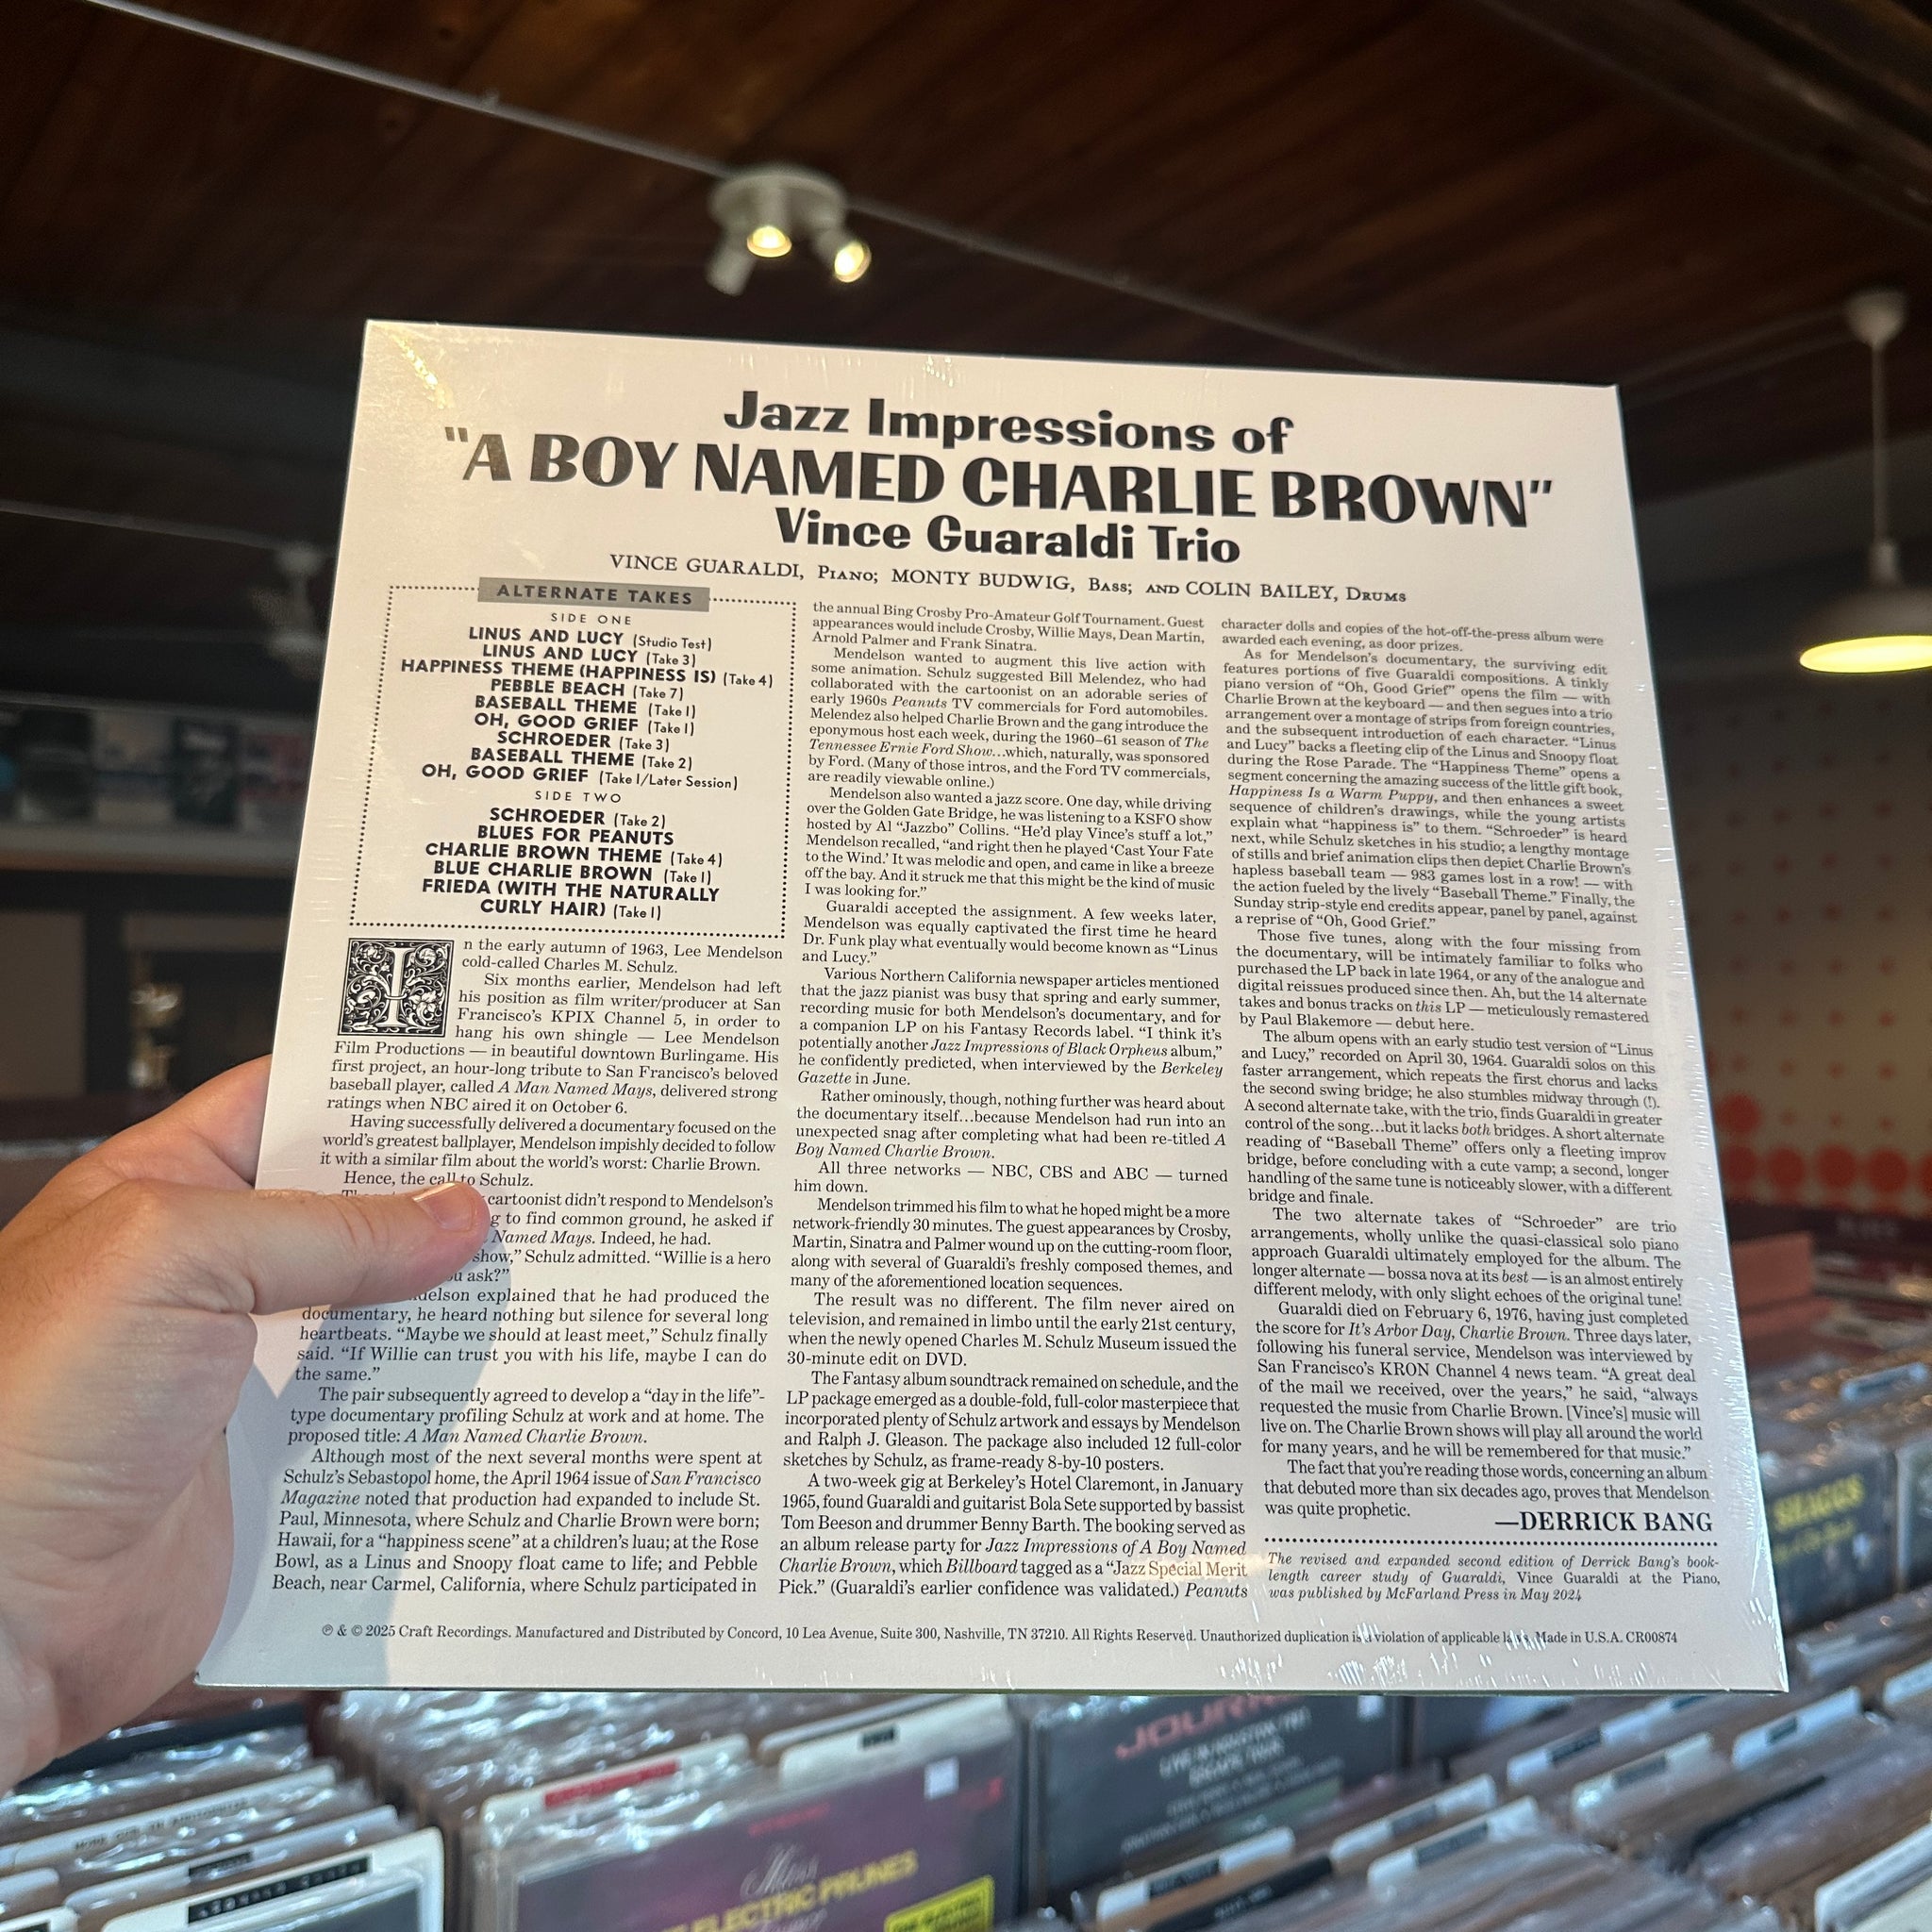 Jazz Impressions of
"A BOY NAMED CHARLIE BROWN"
Vince Guaraldi Trio
VINCE GUARALDI, Piano; MONTY BUDWIG, Bass; and COLIN BAILEY, Drums
ALTERNATE TAKES
SIDE ONE
LINUS AND LUCY (Studio Test)
LINUS AND LUCY (Take 3)
HAPPINESS THEME (HAPPINESS IS) (Take 4)
PEBBLE BEACH (Take 7)
BASEBALL THEME (Take 1)
OH, GOOD GRIEF (Take 1)
SCHROEDER (Take 3)
BASEBALL THEME (Take 2)
OH, GOOD GRIEF (Take 1/Later Session)
SIDE TWO
SCHROEDER (Take 2)
BLUES FOR PEANUTS
CHARLIE BROWN THEME (Take 4)
BLUE CHARLIE BROWN (Take 1)
FRIEDA (WITH THE NATURALLY
CURLY HAIR) (Take 1)
In the early autumn of 1963, Lee Mendelson
cold-called Charles M. Schulz.
Six months earlier, Mendelson had left
his position as film writer/producer at San
Francisco's KPIX Channel 5, in order to
hang his own shingle — Lee Mendelson
Film Productions — in beautiful downtown Burlingame. His
first project, an hour-long tribute to San Francisco's beloved
baseball player, called A Man Named Mays, delivered strong
ratings when NBC aired it on October 6.
Having successfully delivered a documentary focused on the
world's greatest ballplayer, Mendelson impishly decided to follow
it with a similar film about the world's worst: Charlie Brown.
Hence, the call to Schulz.
cartoonist didn't respond to Mendelson's
to find common ground, he asked if
Named Mays. Indeed, he had.
show," Schulz admitted. "Willie is a hero
ask?"
explained that he had produced the
documentary, he heard nothing but silence for several long
heartbeats. "Maybe we should at least meet," Schulz finally
said. "If Willie can trust you with his life, maybe I can do
the same."
The pair subsequently agreed to develop a "day in the life"-
type documentary profiling Schulz at work and at home. The
proposed title: A Man Named Charlie Brown.
Although most of the next several months were spent at
Schulz's Sebastopol home, the April 1964 issue of San Francisco
Magazine noted that production had expanded to include St.
Paul, Minnesota, where Schulz and Charlie Brown were born;
Hawaii, for a "happiness scene" at a children's luau; at the Rose
Bowl, as a Linus and Snoopy float came to life; and Pebble
Beach, near Carmel, California, where Schulz participated in
the annual Bing Crosby Pro-Amateur Golf Tournament. Guest
appearances would include Crosby, Willie Mays, Dean Martin,
Arnold Palmer and Frank Sinatra.
Mendelson wanted to augment this live action with
some animation. Schulz suggested Bill Melendez, who had
collaborated with the cartoonist on an adorable series of
early 1960s Peanuts TV commercials for Ford automobiles.
Melendez also helped Charlie Brown and the gang introduce the
eponymous host each week, during the 1960–61 season of The
Tennessee Ernie Ford Show...which, naturally, was sponsored
by Ford. (Many of those intros, and the Ford TV commercials,
are readily viewable online.)
Mendelson also wanted a jazz score. One day, while driving
over the Golden Gate Bridge, he was listening to a KSFO show
hosted by Al "Jazzbo" Collins. "He'd play Vince's stuff a lot,"
Mendelson recalled, "and right then he played 'Cast Your Fate
to the Wind.' It was melodic and open, and came in like a breeze
off the bay. And it struck me that this might be the kind of music
I was looking for."
Guaraldi accepted the assignment. A few weeks later,
Mendelson was equally captivated the first time he heard
Dr. Funk play what eventually would become known as "Linus
and Lucy."
Various Northern California newspaper articles mentioned
that the jazz pianist was busy that spring and early summer,
recording music for both Mendelson's documentary, and for
a companion LP on his Fantasy Records label. "I think it's
potentially another Jazz Impressions of Black Orpheus album,"
he confidently predicted, when interviewed by the Berkeley
Gazette in June.
Rather ominously, though, nothing further was heard about
the documentary itself...because Mendelson had run into an
unexpected snag after completing what had been re-titled A
Boy Named Charlie Brown.
All three networks — NBC, CBS and ABC — turned
him down.
Mendelson trimmed his film to what he hoped might be a more
network-friendly 30 minutes. The guest appearances by Crosby,
Martin, Sinatra and Palmer wound up on the cutting-room floor,
along with several of Guaraldi's freshly composed themes, and
many of the aforementioned location sequences.
The result was no different. The film never aired on
television, and remained in limbo until the early 21st century,
when the newly opened Charles M. Schulz Museum issued the
30-minute edit on DVD.
The Fantasy album soundtrack remained on schedule, and the
LP package emerged as a double-fold, full-color masterpiece that
incorporated plenty of Schulz artwork and essays by Mendelson
and Ralph J. Gleason. The package also included 12 full-color
sketches by Schulz, as frame-ready 8-by-10 posters.
A two-week gig at Berkeley's Hotel Claremont, in January
1965, found Guaraldi and guitarist Bola Sete supported by bassist
Tom Beeson and drummer Benny Barth. The booking served as
an album release party for Jazz Impressions of A Boy Named
Charlie Brown, which Billboard tagged as a "Jazz Special Merit
Pick." (Guaraldi's earlier confidence was validated.) Peanuts
character dolls and copies of the hot-off-the-press album were
awarded each evening, as door prizes.
As for Mendelson's documentary, the surviving edit
features portions of five Guaraldi compositions. A tinkly
piano version of "Oh, Good Grief" opens the film — with
Charlie Brown at the keyboard — and then segues into a trio
arrangement over a montage of strips from foreign countries,
and the subsequent introduction of each character. "Linus
and Lucy" backs a fleeting clip of the Linus and Snoopy float
during the Rose Parade. The "Happiness Theme" opens a
segment concerning the amazing success of the little gift book,
Happiness Is a Warm Puppy, and then enhances a sweet
sequence of children's drawings, while the young artists
explain what "happiness is" to them. "Schroeder" is heard
next, while Schulz sketches in his studio; a lengthy montage
of stills and brief animation clips then depict Charlie Brown's
hapless baseball team — 983 games lost in a row! — with
the action fueled by the lively "Baseball Theme." Finally, the
Sunday strip-style end credits appear, panel by panel, against
a reprise of "Oh, Good Grief."
Those five tunes, along with the four missing from
the documentary, will be intimately familiar to folks who
purchased the LP back in late 1964, or any of the analogue and
digital reissues produced since then. Ah, but the 14 alternate
takes and bonus tracks on this LP — meticulously remastered
by Paul Blakemore — debut here.
The album opens with an early studio test version of "Linus
and Lucy," recorded on April 30, 1964. Guaraldi solos on this
faster arrangement, which repeats the first chorus and lacks
the second swing bridge; he also stumbles midway through (!).
A second alternate take, with the trio, finds Guaraldi in greater
control of the song...but it lacks both bridges. A short alternate
reading of "Baseball Theme" offers only a fleeting improv
bridge, before concluding with a cute vamp; a second, longer
handling of the same tune is noticeably slower, with a different
bridge and finale.
The two alternate takes of "Schroeder" are trio
arrangements, wholly unlike the quasi-classical solo piano
approach Guaraldi ultimately employed for the album. The
longer alternate — bossa nova at its best — is an almost entirely
different melody, with only slight echoes of the original tune!
Guaraldi died on February 6, 1976, having just completed
the score for It's Arbor Day, Charlie Brown. Three days later,
following his funeral service, Mendelson was interviewed by
San Francisco's KRON Channel 4 news team. "A great deal
of the mail we received, over the years," he said, "always
requested the music from Charlie Brown. [Vince's] music will
live on. The Charlie Brown shows will play all around the world
for many years, and he will be remembered for that music."
The fact that you're reading those words, concerning an album
that debuted more than six decades ago, proves that Mendelson
was quite prophetic.
—DERRICK BANG
The revised and expanded second edition of Derrick Bang's book-
length career study of Guaraldi, Vince Guaraldi at the Piano,
was published by McFarland Press in May 2024
℗ & © 2025 Craft Recordings. Manufactured and Distributed by Concord, 10 Lea Avenue, Suite 300, Nashville, TN 37210. All Rights Reserved. Unauthorized duplication is a violation of applicable laws. Made in U.S.A. CR00874
SHAGGS
JOURNEY
LIVE IN HOUSTON 1981
ESCAPE TOUR
ELECTRIC PRUNES